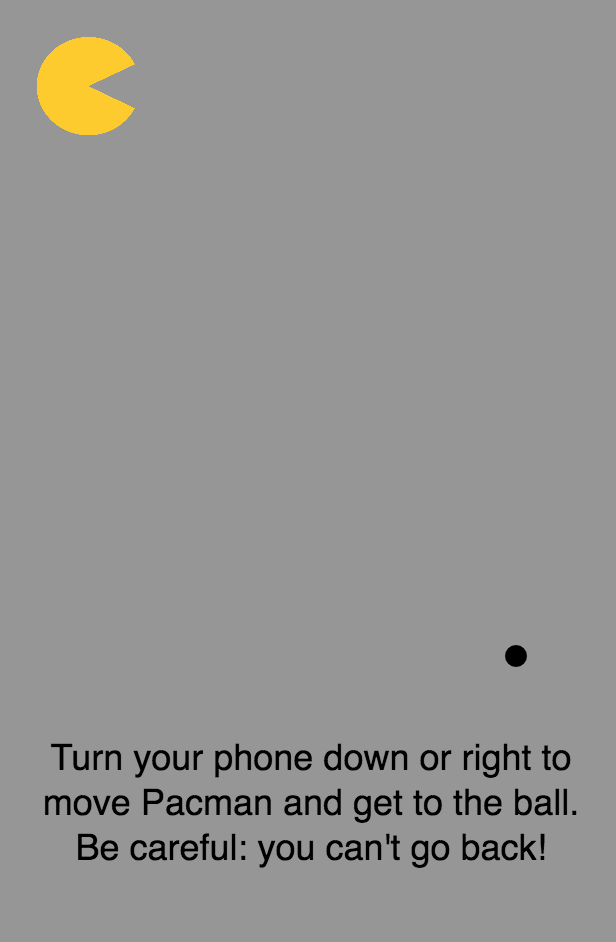 Turn your phone down or right to
move Pacman and get to the ball.
Be careful: you can't go back!